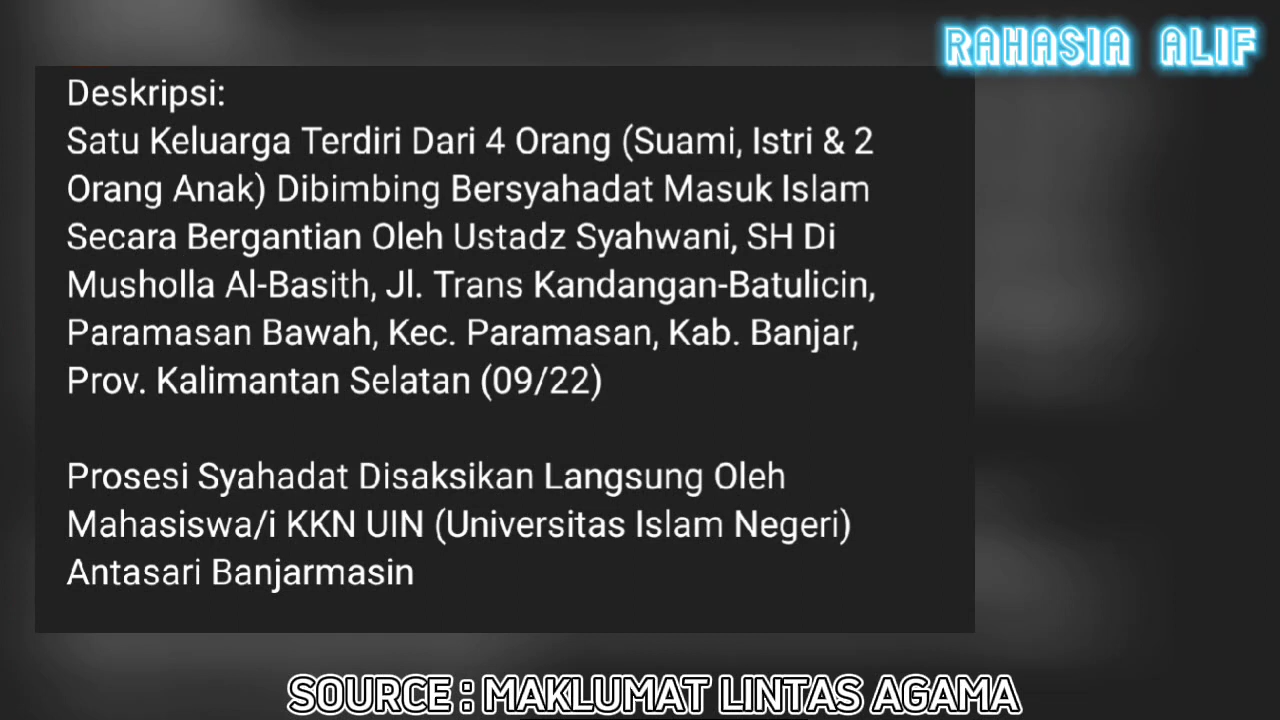 RAHASIA ALIF
Deskripsi:
Satu Keluarga Terdiri Dari 4 Orang (Suami, Istri & 2
Orang Anak) Dibimbing Bersyahadat Masuk Islam
Secara Bergantian Oleh Ustadz Syahwani, SH Di
Musholla Al-Basith, Jl. Trans Kandangan-Batulicin,
Paramasan Bawah, Kec. Paramasan, Kab. Banjar,
Prov. Kalimantan Selatan (09/22)
Prosesi Syahadat Disaksikan Langsung Oleh
Mahasiswa/i KKN UIN (Universitas Islam Negeri)
Antasari Banjarmasin
SOURCE : MAKLUMAT LINTAS AGAMA